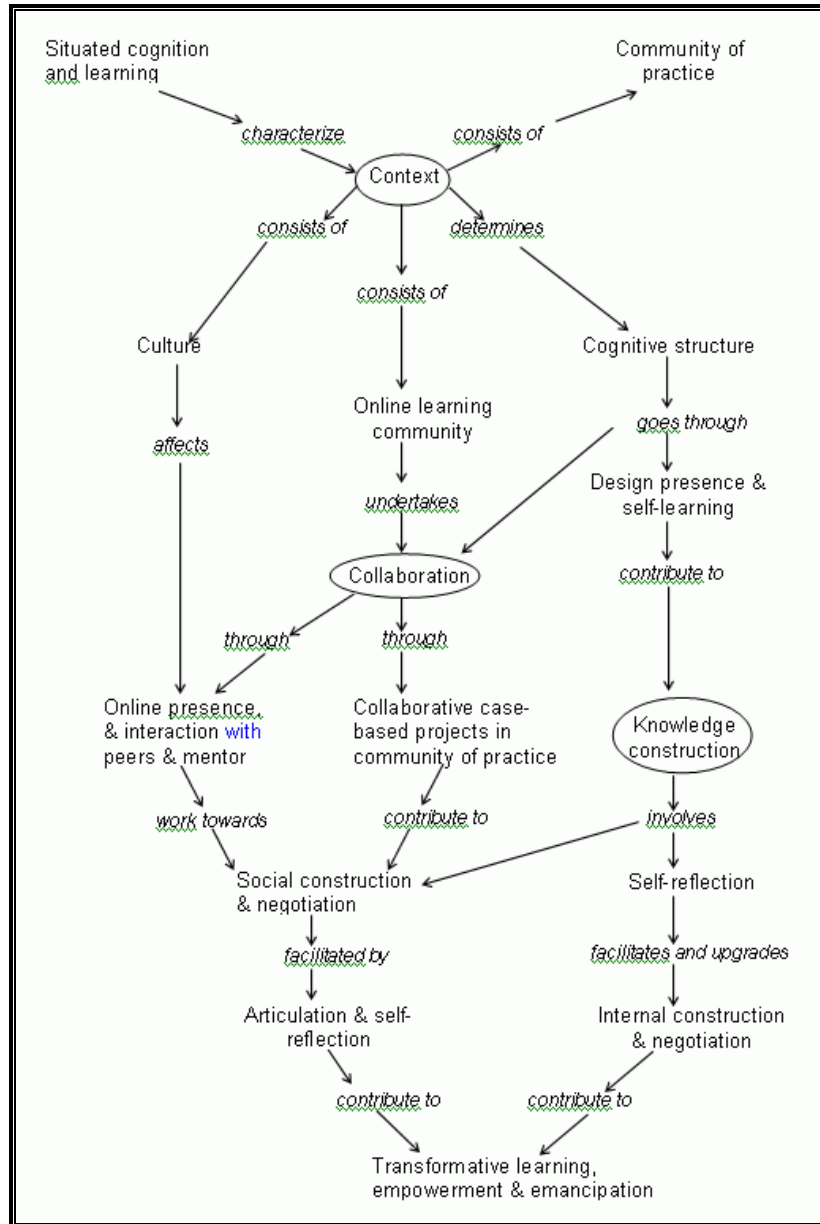 Situated cognition
and learning
Community of
practice
characterize
consists of
Context
consists of
determines
consists of
Culture
Cognitive structure
Online learning
community
goes through
affects
Design presence &
self-learning
undertakes
Collaboration
contribute to
through
through
Online presence,
& interaction with
peers & mentor
Collaborative case-
based projects in
community of practice
Knowledge
construction
work towards
contribute to
involves
Social construction
& negotiation
Self-reflection
facilitated by
facilitates and upgrades
Articulation & self-
reflection
Internal construction
& negotiation
contribute to
contribute to
Transformative learning,
empowerment & emancipation